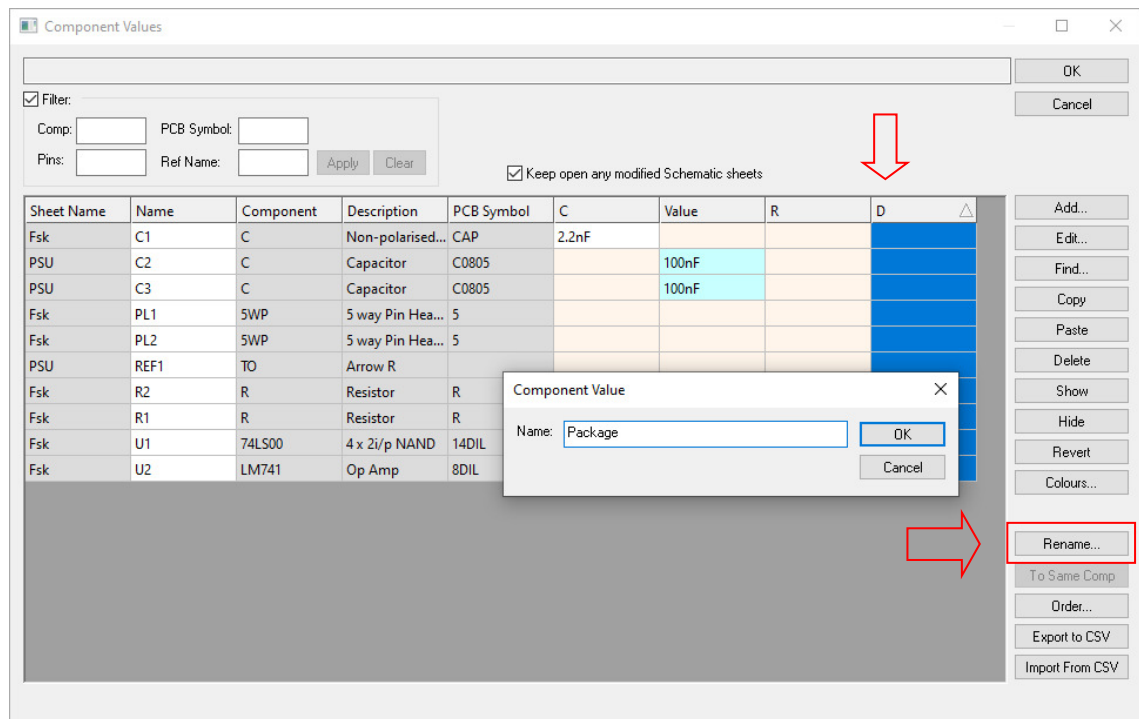 Component Values
OK
Filter:
Cancel
Comp: PCB Symbol:
Pins: Ref Name: Apply Clear
Keep open any modified Schematic sheets
Sheet Name Name Component Description PCB Symbol C Value R D Add...
Fsk C1 C Non-polarised... CAP 2.2nF Edit...
PSU C2 C Capacitor C0805 100nF Find...
PSU C3 C Capacitor C0805 100nF Copy
Fsk PL1 5WP 5 way Pin Hea... 5 Paste
Fsk PL2 5WP 5 way Pin Hea... 5 Delete
PSU REF1 TO Arrow R Show
Fsk R2 R Resistor R Component Value Hide
Fsk R1 R Resistor R Name: Package OK Revert
Fsk U1 74LS00 4 x 2i/p NAND 14DIL Cancel Colours...
Fsk U2 LM741 Op Amp 8DIL
Rename...
To Same Comp
Order...
Export to CSV
Import From CSV